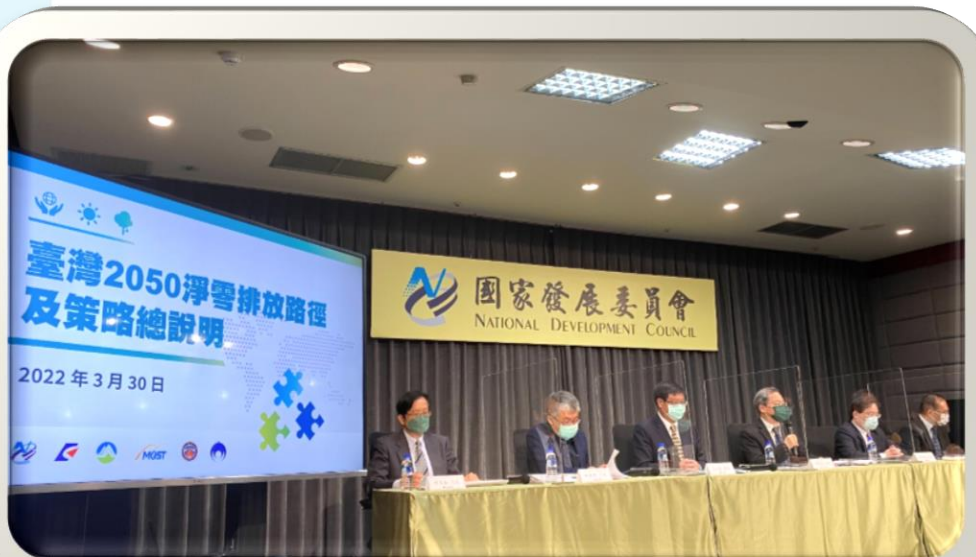 臺灣2050淨零排放路徑
及策略總說明
2022 年 3 月 30 日
MOST
國家發展委員會
NATIONAL DEVELOPMENT COUNCIL